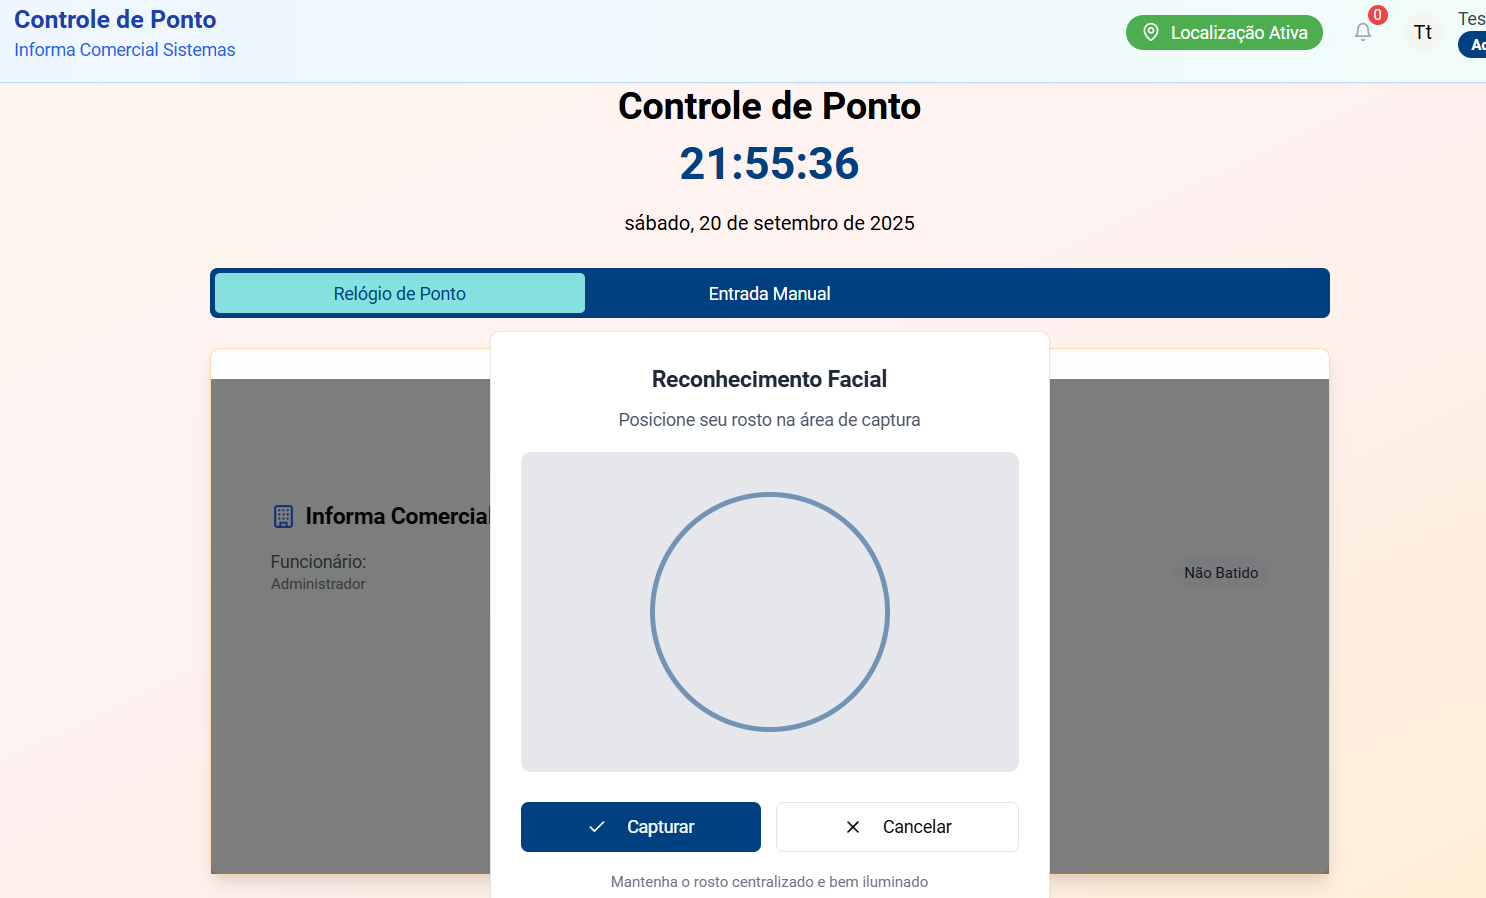 Controle de Ponto
Informa Comercial Sistemas
Localização Ativa
0
Tt
Tes
Ad
Controle de Ponto
21:55:36
sábado, 20 de setembro de 2025
Relógio de Ponto
Entrada Manual
Reconhecimento Facial
Posicione seu rosto na área de captura
Informa Comercial
Funcionário:
Administrador
Não Batido
Capturar
Cancelar
Mantenha o rosto centralizado e bem iluminado